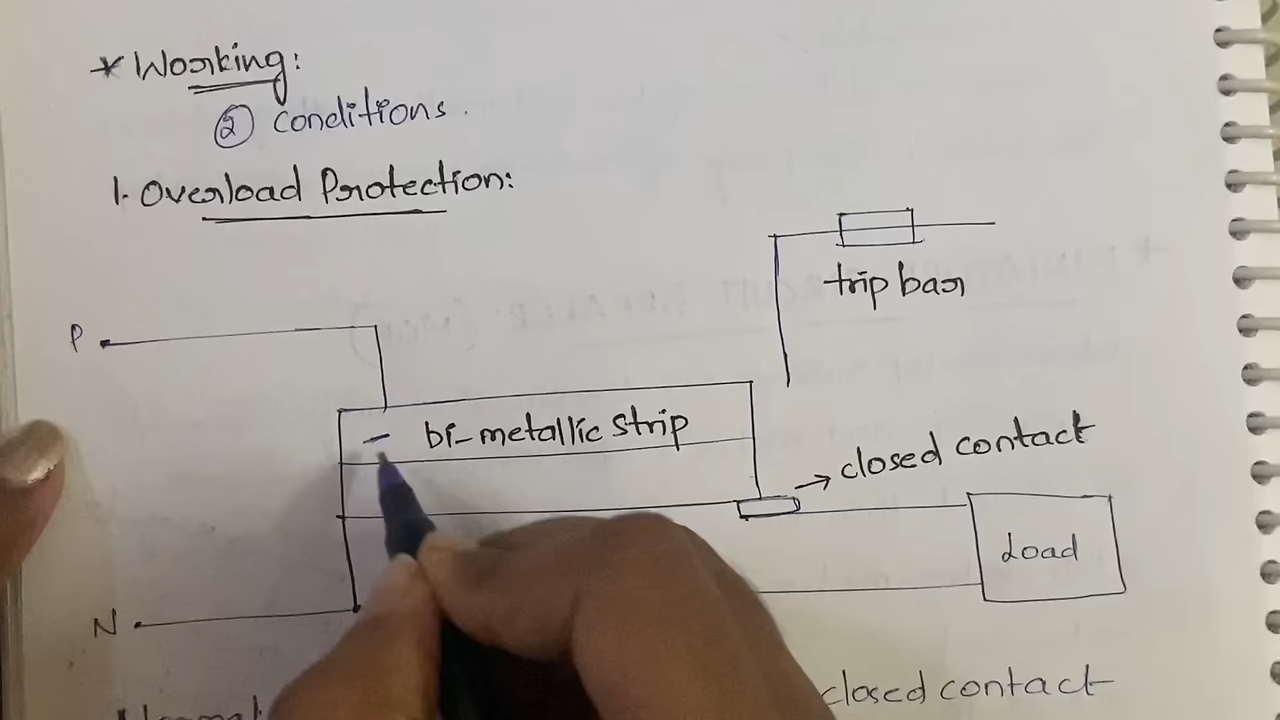 * Working:
② conditions.
1. Overload Protection:
trip bar
P
bi-metallic strip
→ closed contact
Load
N
closed contact